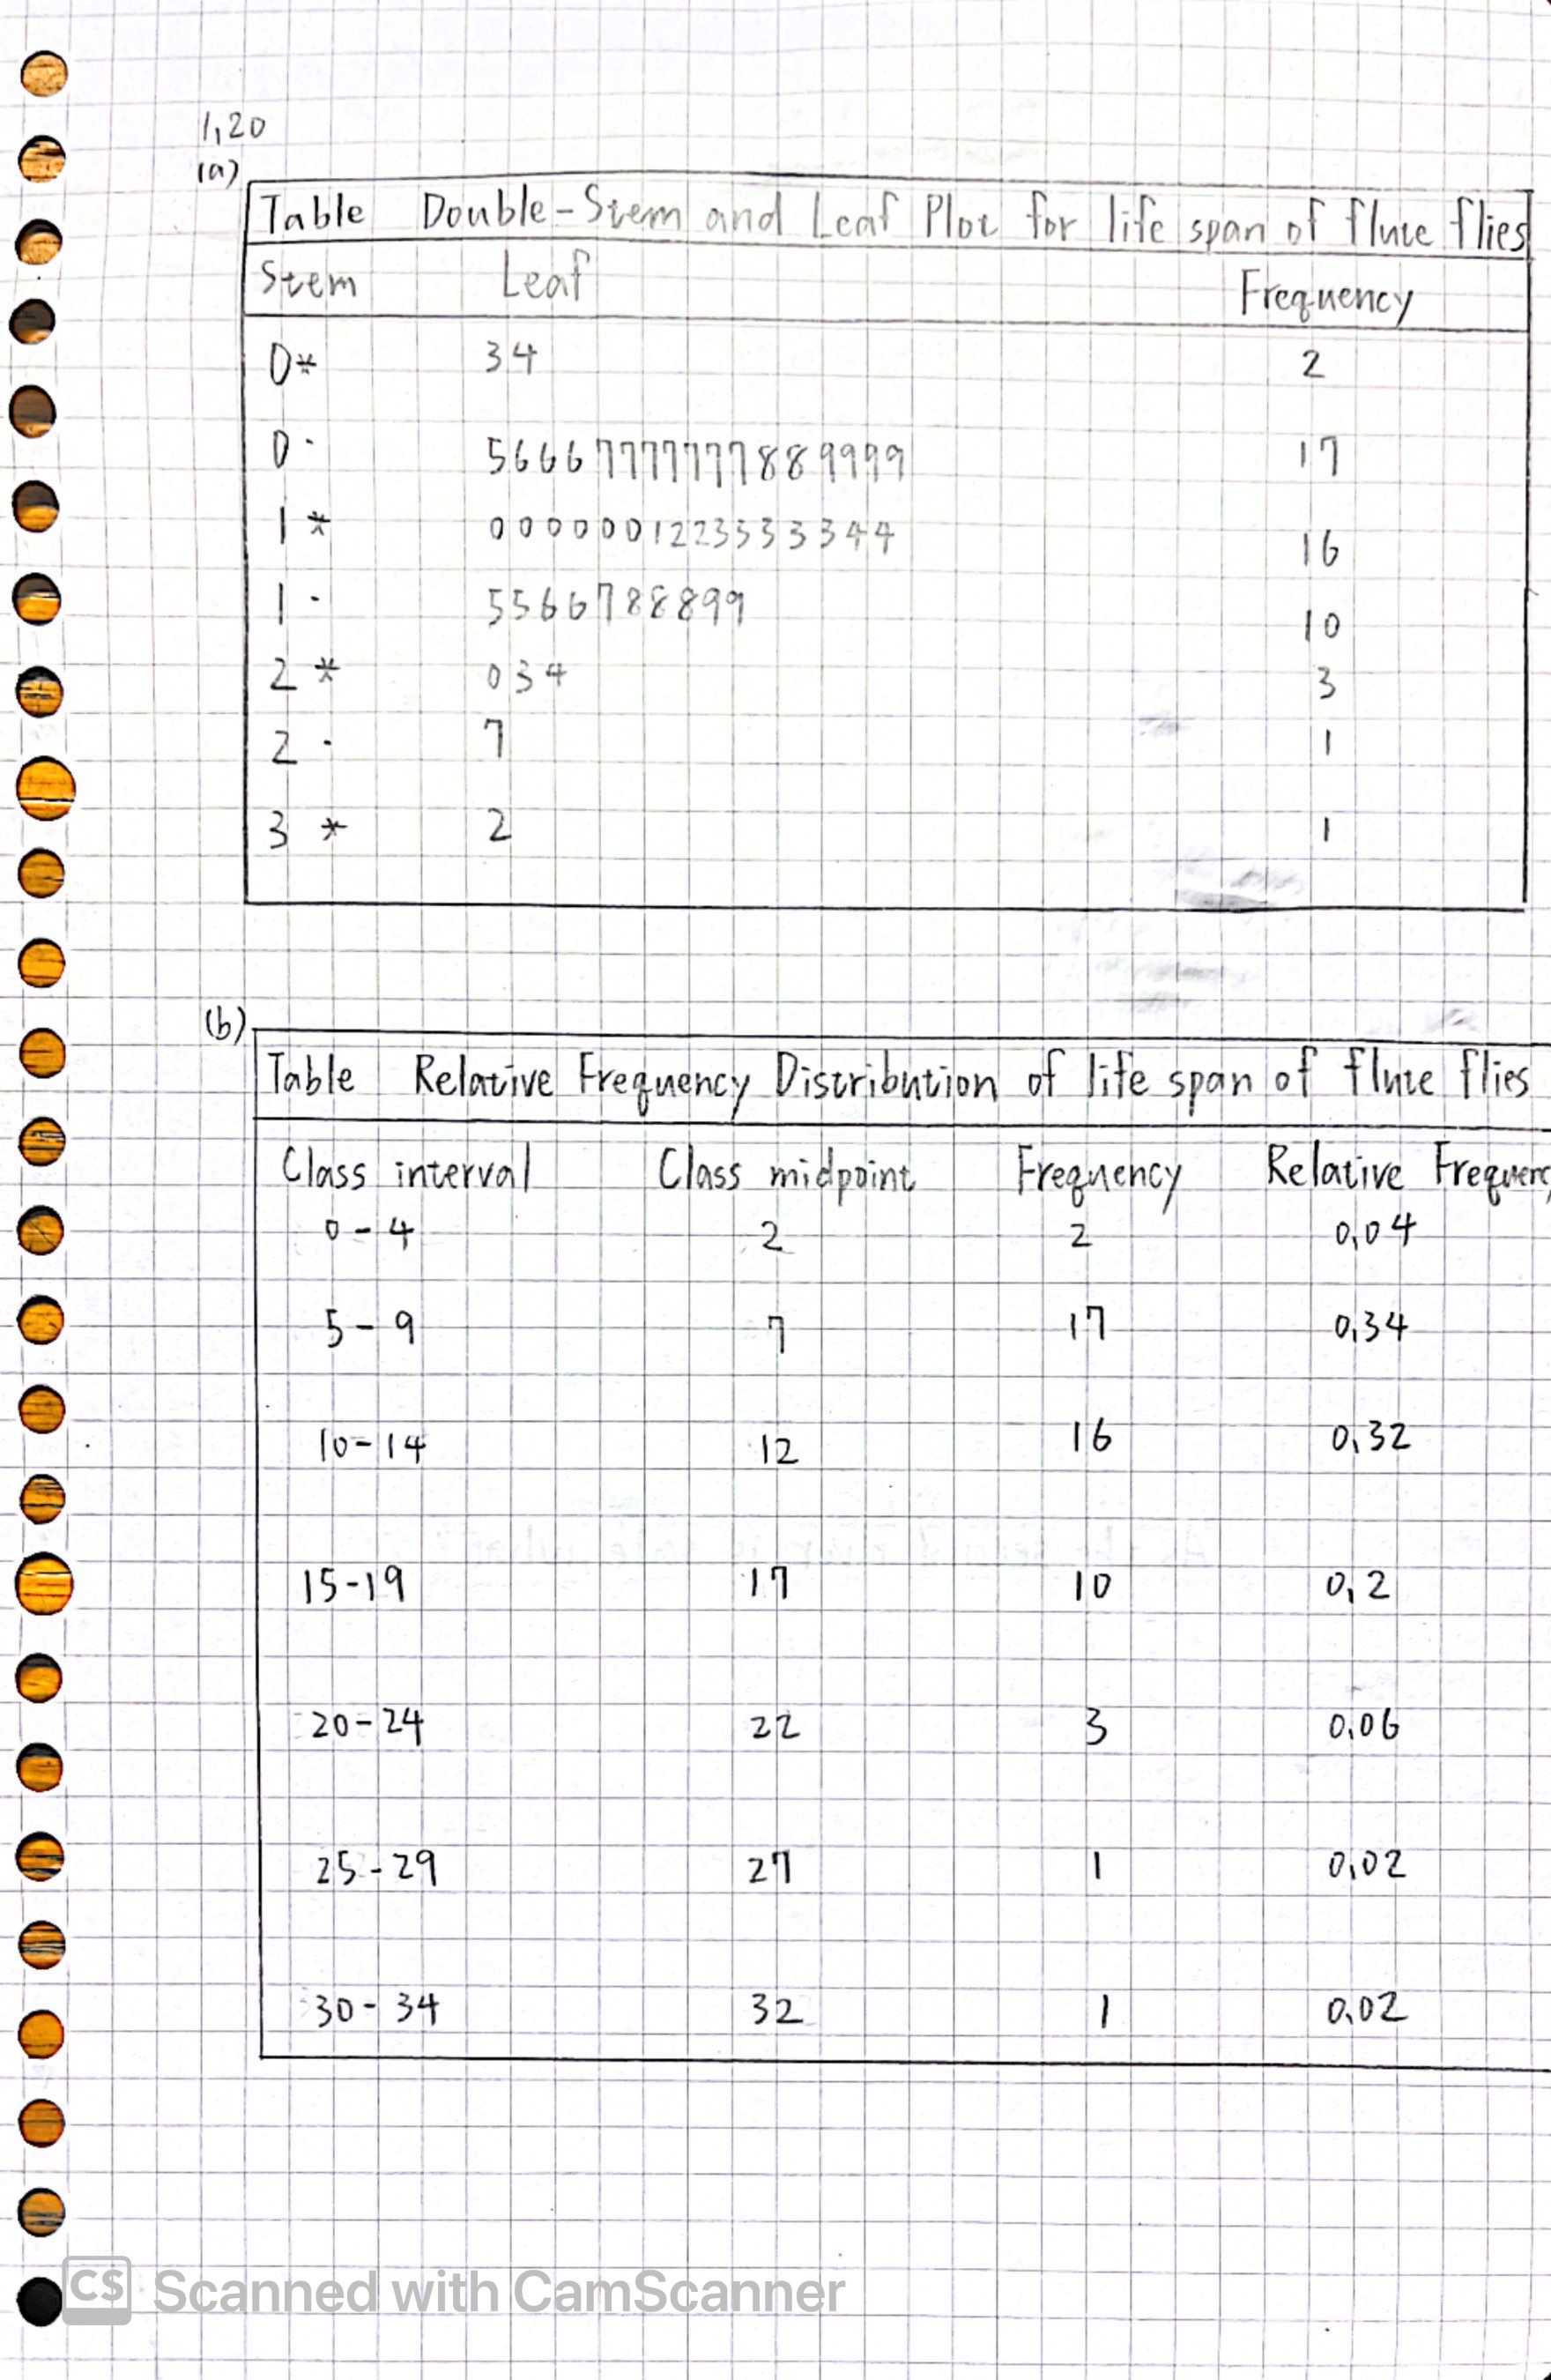 1.20
(a)
Table Double-Stem and Leaf Plot for life span of flute flies
Stem Leaf Frequency
0* 34 2
0· 56667777777889999 17
1* 0000001223333344 16
1· 5566788899 10
2* 034 3
2· 7 1
3* 2 1
(b)
Table Relative Frequency Distribution of life span of flute flies
Class interval Class midpoint Frequency Relative Frequenc
0-4 2 2 0.04
5-9 7 17 0.34
10-14 12 16 0.32
15-19 17 10 0.2
20-24 22 3 0.06
25-29 27 1 0.02
30-34 32 1 0.02
CS Scanned with CamScanner